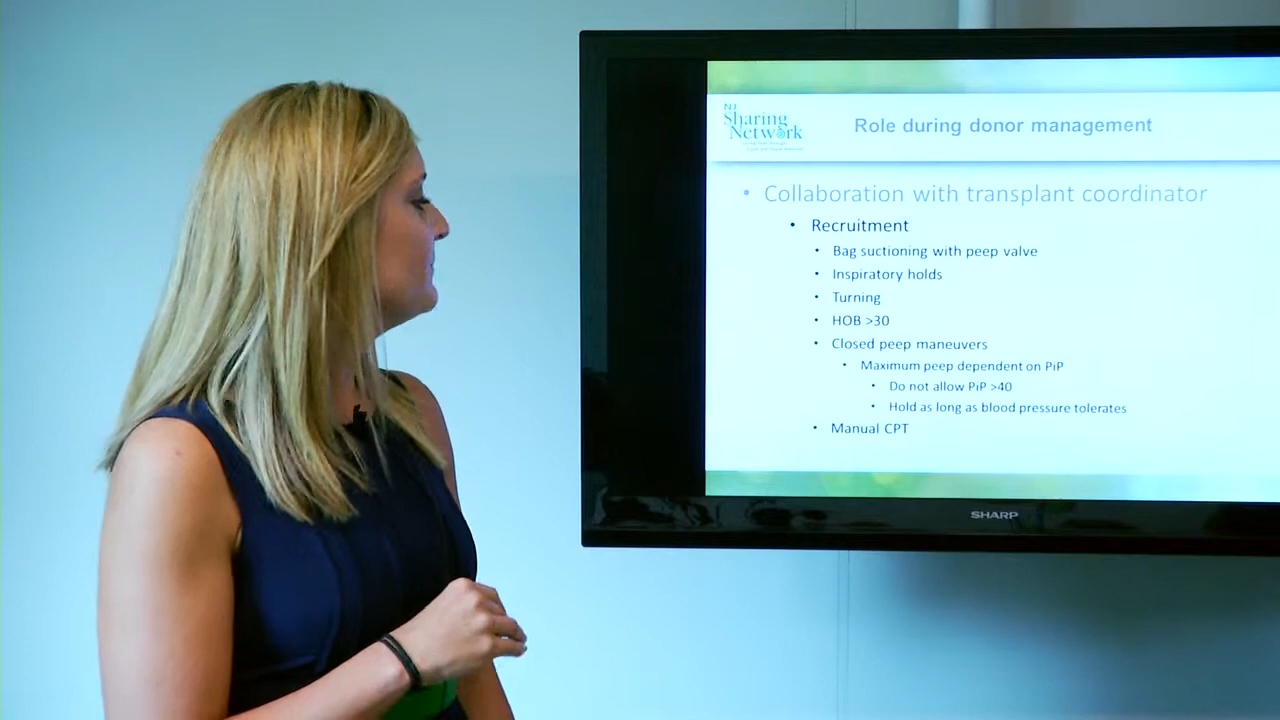 NJ
Sharing
Network
Role during donor management
• Collaboration with transplant coordinator
• Recruitment
• Bag suctioning with peep valve
• Inspiratory holds
• Turning
• HOB >30
• Closed peep maneuvers
• Maximum peep dependent on PiP
• Do not allow PiP >40
• Hold as long as blood pressure tolerates
• Manual CPT
SHARP